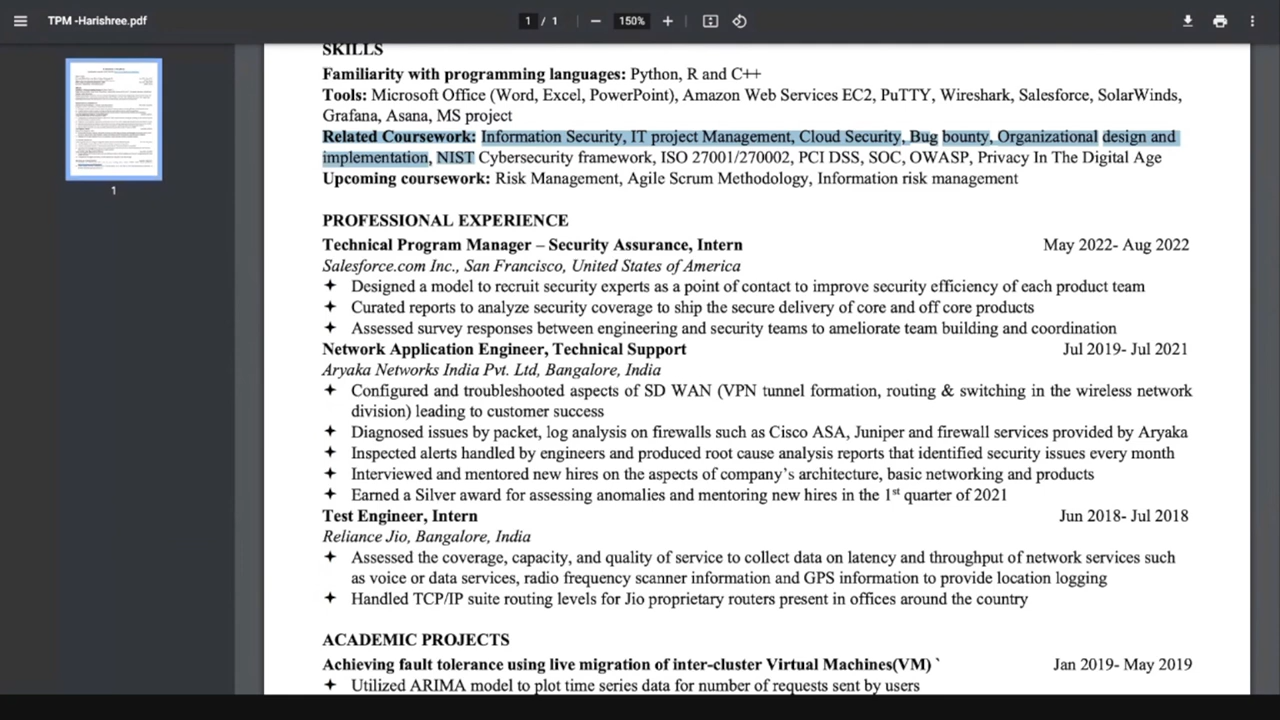 TPM -Harishree.pdf
1 / 1
150%
1
SKILLS
Familiarity with programming languages: Python, R and C++
Tools: Microsoft Office (Word, Excel, PowerPoint), Amazon Web Services EC2, PuTTY, Wireshark, Salesforce, SolarWinds,
Grafana, Asana, MS project
Related Coursework: Information security, IT project Management, Cloud Security, Bug bounty, Organizational design and
implementation, NIST Cybersecurity framework, ISO 27001/27000, PCI DSS, SOC, OWASP, Privacy In The Digital Age
Upcoming coursework: Risk Management, Agile Scrum Methodology, Information risk management
PROFESSIONAL EXPERIENCE
Technical Program Manager – Security Assurance, Intern May 2022- Aug 2022
Salesforce.com Inc., San Francisco, United States of America
✦ Designed a model to recruit security experts as a point of contact to improve security efficiency of each product team
✦ Curated reports to analyze security coverage to ship the secure delivery of core and off core products
✦ Assessed survey responses between engineering and security teams to ameliorate team building and coordination
Network Application Engineer, Technical Support Jul 2019- Jul 2021
Aryaka Networks India Pvt. Ltd, Bangalore, India
✦ Configured and troubleshooted aspects of SD WAN (VPN tunnel formation, routing & switching in the wireless network
division) leading to customer success
✦ Diagnosed issues by packet, log analysis on firewalls such as Cisco ASA, Juniper and firewall services provided by Aryaka
✦ Inspected alerts handled by engineers and produced root cause analysis reports that identified security issues every month
✦ Interviewed and mentored new hires on the aspects of company's architecture, basic networking and products
✦ Earned a Silver award for assessing anomalies and mentoring new hires in the 1st quarter of 2021
Test Engineer, Intern Jun 2018- Jul 2018
Reliance Jio, Bangalore, India
✦ Assessed the coverage, capacity, and quality of service to collect data on latency and throughput of network services such
as voice or data services, radio frequency scanner information and GPS information to provide location logging
✦ Handled TCP/IP suite routing levels for Jio proprietary routers present in offices around the country
ACADEMIC PROJECTS
Achieving fault tolerance using live migration of inter-cluster Virtual Machines(VM) ` Jan 2019- May 2019
✦ Utilized ARIMA model to plot time series data for number of requests sent by users